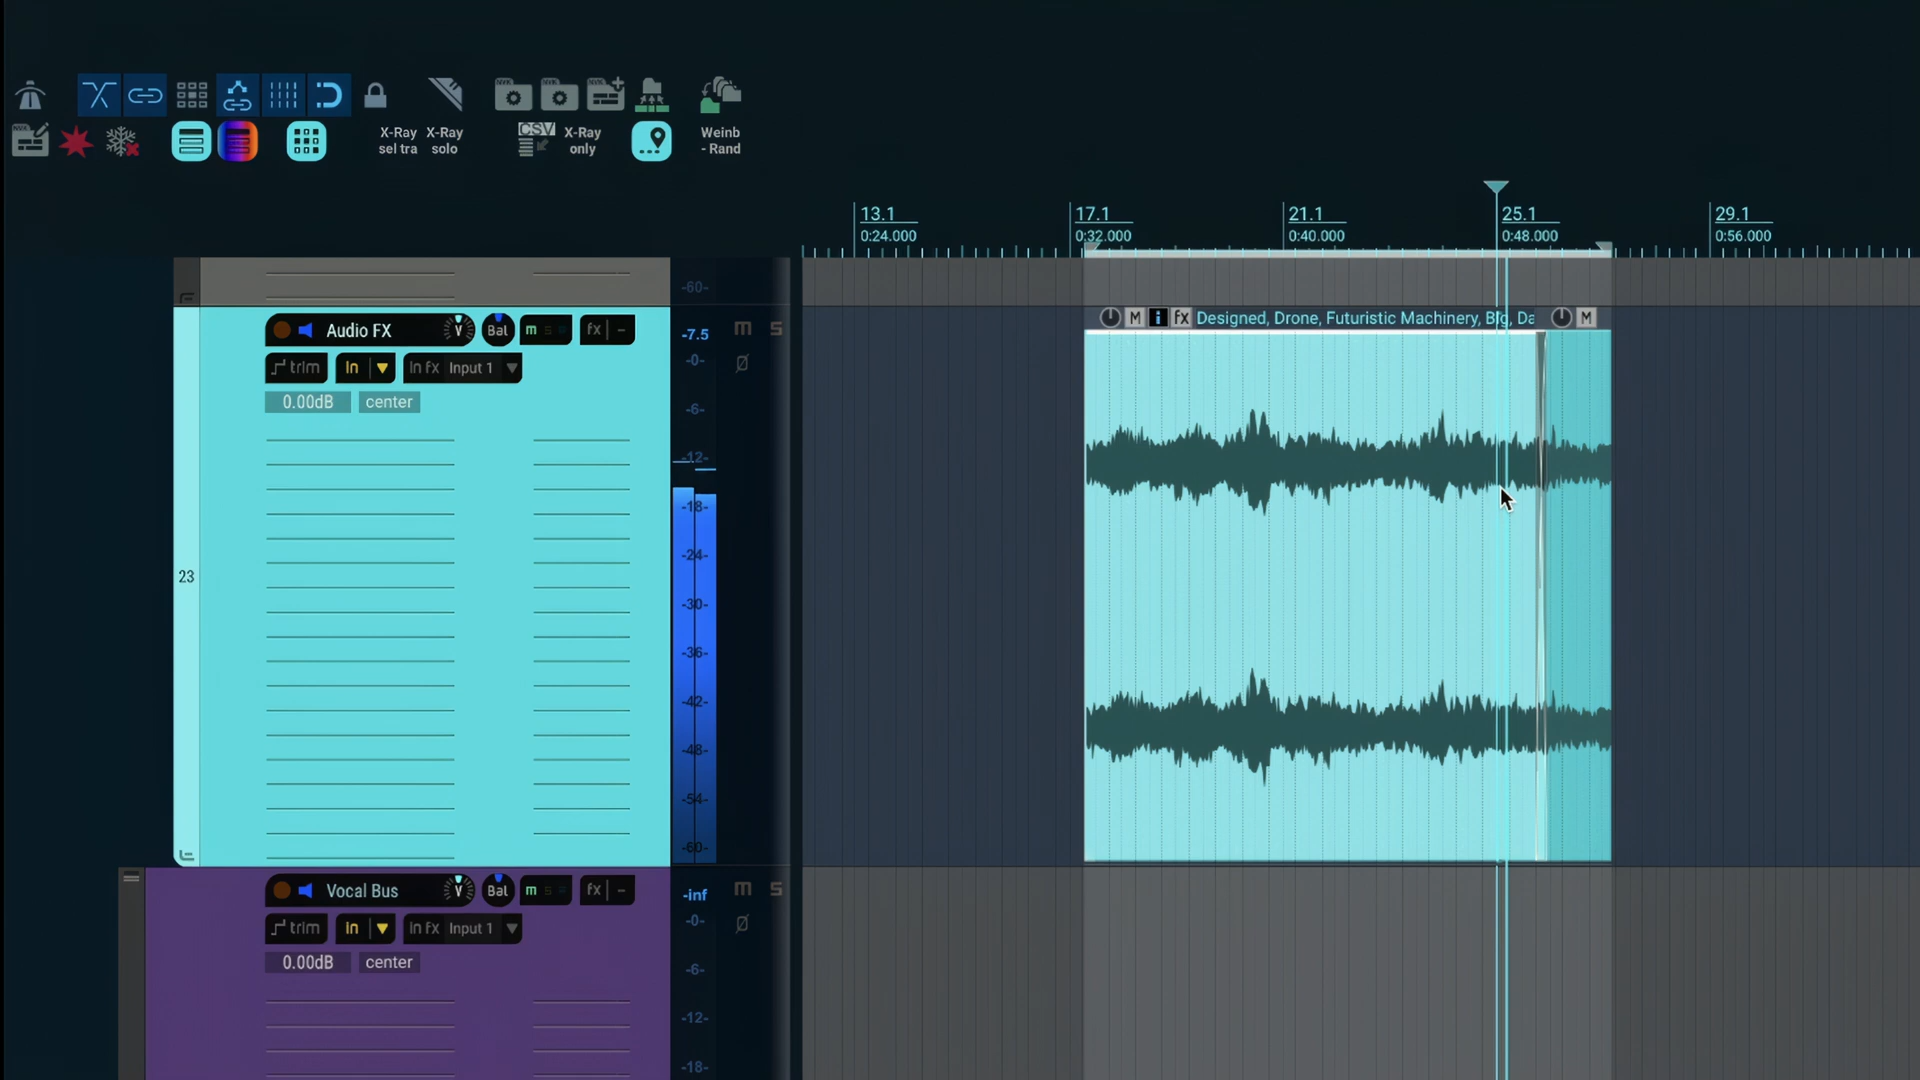 X-Ray sel tra
X-Ray solo
CSV
X-Ray only
Weinb - Rand
13.1
0:24.000
17.1
0:32.000
21.1
0:40.000
25.1
0:48.000
29.1
0:56.000
-60-
Audio FX
V
Bal
m
fx
-7.5
M
S
trim
In
In fx
Input 1
-0-
0.00dB
center
-6-
-12-
-18-
-24-
-30-
-36-
-42-
-48-
-54-
-60-
23
M
i
fx
Designed, Drone, Futuristic Machinery, Big, Da
M
Vocal Bus
V
Bal
m
fx
-inf
M
S
trim
In
In fx
Input 1
-0-
0.00dB
center
-6-
-12-
-18-